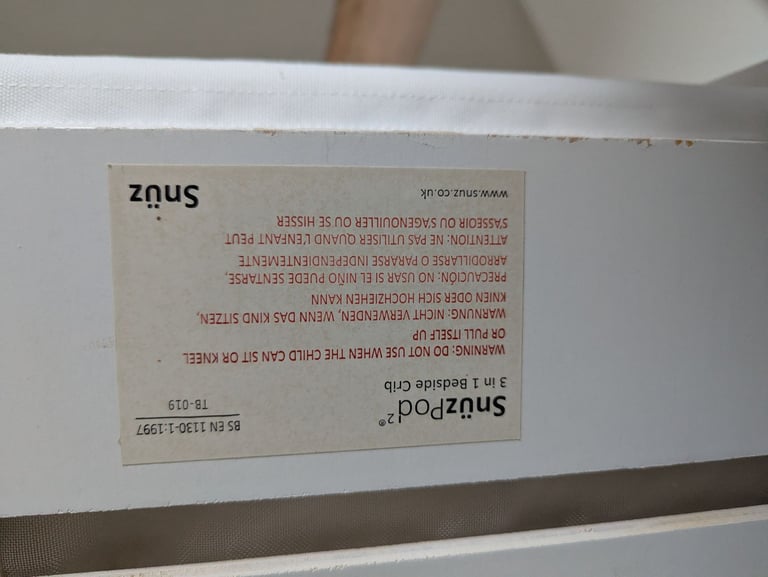 SnüzPod²®
3 in 1 Bedside Crib
BS EN 1130-1:1997
TB-019
WARNING: DO NOT USE WHEN THE CHILD CAN SIT OR KNEEL
OR PULL ITSELF UP
WARNUNG: NICHT VERWENDEN, WENN DAS KIND SITZEN,
KNIEN ODER SICH HOCHZIEHEN KANN
PRECAUCIÓN: NO USAR SI EL NIÑO PUEDE SENTARSE,
ARRODILLARSE O PARARSE INDEPENDIENTEMENTE
ATTENTION: NE PAS UTILISER QUAND L'ENFANT PEUT
S'ASSEOIR OU S'AGENOUILLER OU SE HISSER
www.snuz.co.uk
Snüz